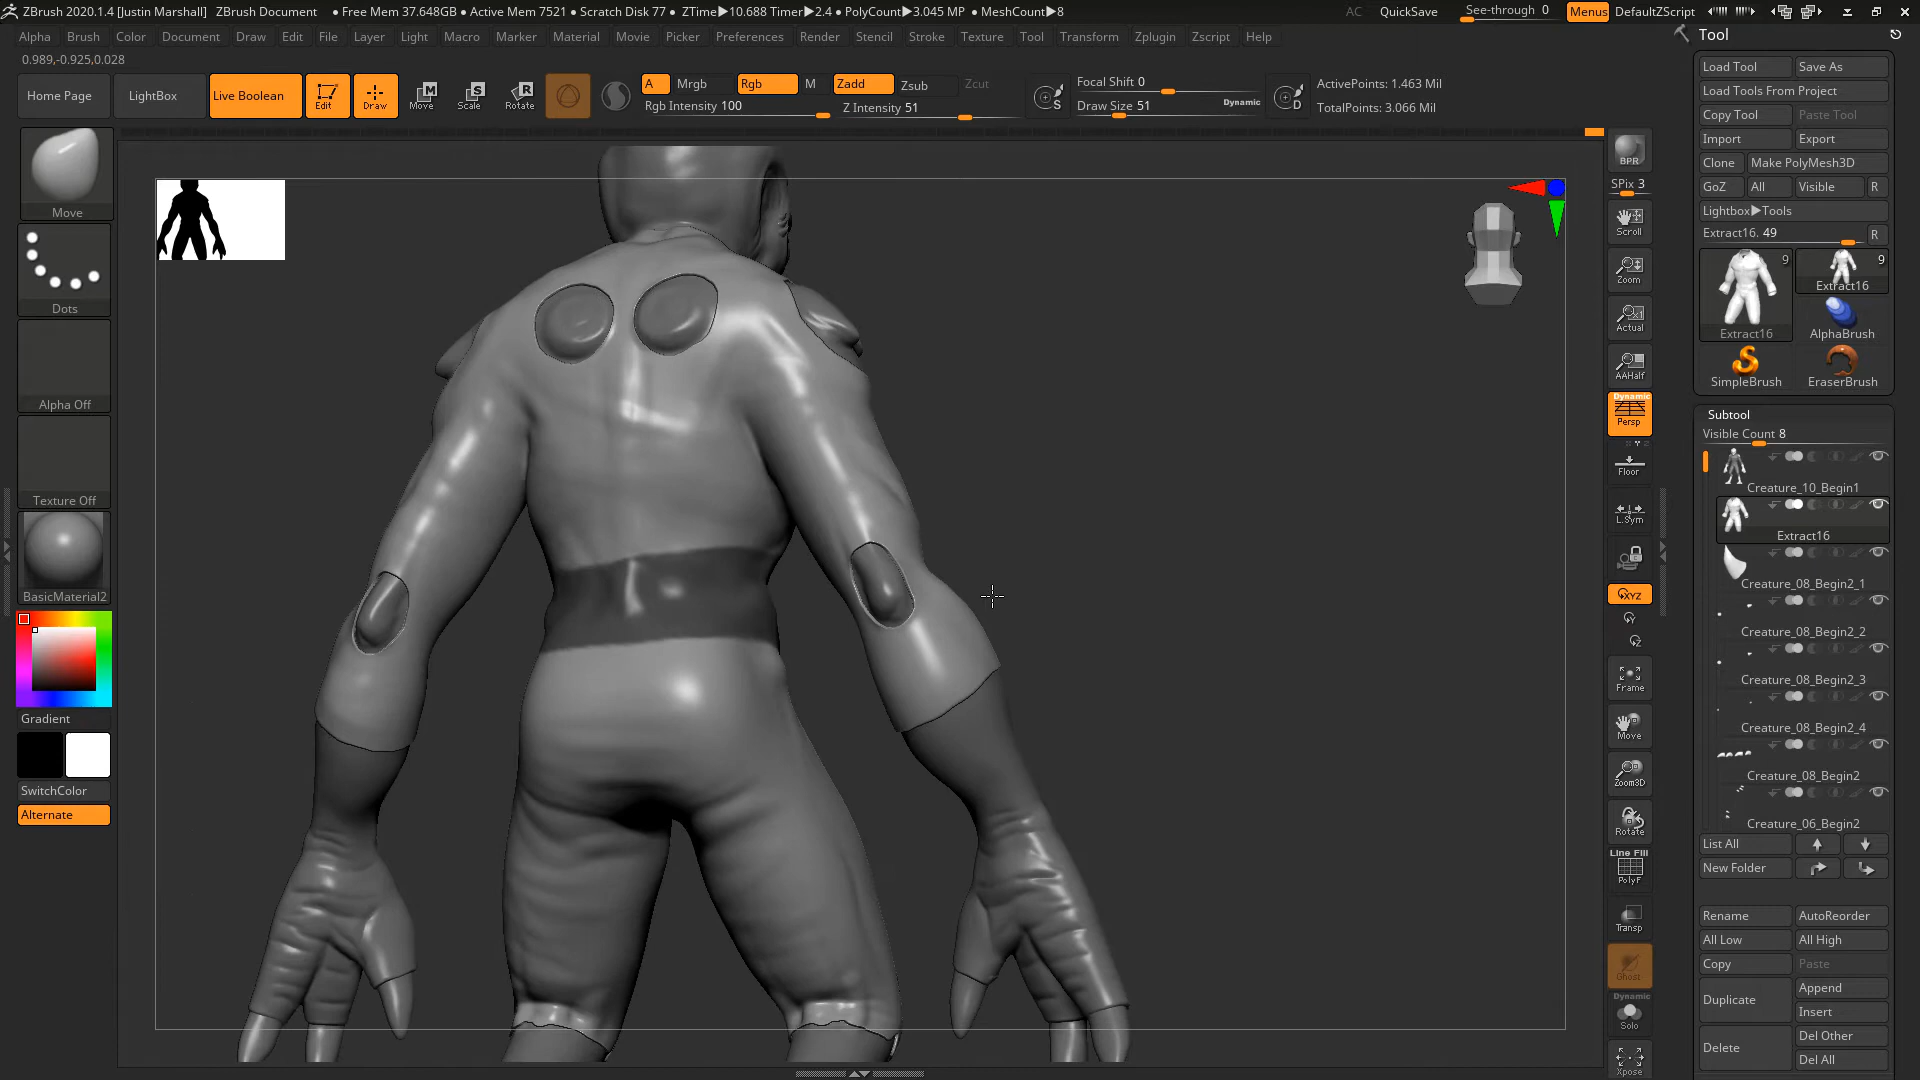 ZBrush 2020.1.4 [Justin Marshall] ZBrush Document ● Free Mem 37.648GB ● Active Mem 7521 ● Scratch Disk 77 ● ZTime▶10.688 Timer▶2.4 ● PolyCount▶3.045 MP ● MeshCount▶8 AC QuickSave See-through 0 Menus DefaultZScript
Alpha Brush Color Document Draw Edit File Layer Light Macro Marker Material Movie Picker Preferences Render Stencil Stroke Texture Tool Transform Zplugin Zscript Help
Tool
0.989,-0.925,0.028
Home Page LightBox Live Boolean Edit Draw Move Scale Rotate
A Mrgb Rgb M Zadd Zsub Zcut
Rgb Intensity 100 Z Intensity 51
S Focal Shift 0
Draw Size 51 Dynamic
D
ActivePoints: 1.463 Mil
TotalPoints: 3.066 Mil
Move
Dots
Alpha Off
Texture Off
BasicMaterial2
Gradient
SwitchColor
Alternate
BPR
SPix 3
Scroll
Zoom
Actual
AAHalf
Dynamic
Persp
Floor
L.Sym
XYZ
Y
Z
Frame
Move
Zoom3D
Rotate
Line Fill
PolyF
Transp
Ghost
Dynamic
Solo
Xpose
Load Tool Save As
Load Tools From Project
Copy Tool Paste Tool
Import Export
Clone Make PolyMesh3D
GoZ All Visible R
Lightbox▶Tools
Extract16. 49 R
9 9
Extract16
Extract16 AlphaBrush
SimpleBrush EraserBrush
Subtool
Visible Count 8
Creature_10_Begin1
Extract16
Creature_08_Begin2_1
Creature_08_Begin2_2
Creature_08_Begin2_3
Creature_08_Begin2_4
Creature_08_Begin2
Creature_06_Begin2
List All
New Folder
Rename AutoReorder
All Low All High
Copy Paste
Duplicate Append
Insert
Delete Del Other
Del All